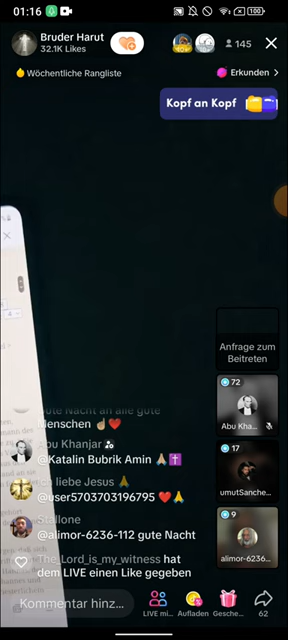 01:16
100
Bruder Harut
32.1K Likes
145
Wöchentliche Rangliste
Erkunden
Kopf an Kopf
Anfrage zum
Beitreten
72
Abu Kha...
17
umutSanche...
9
alimor-6236...
Gute Nacht an alle gute
Menschen ☝🏻❤️
Abu Khanjar
@Katalin Bubrik Amin 🙏🏻✝️
Ich liebe Jesus 🙏
@user5703703196795 ❤️🙏
Stallone
@alimor-6236-112 gute Nacht
The_Lord_is_my_witness hat
dem LIVE einen Like gegeben
Kommentar hinz...
LIVE mi...
Aufladen
Gesche...
62